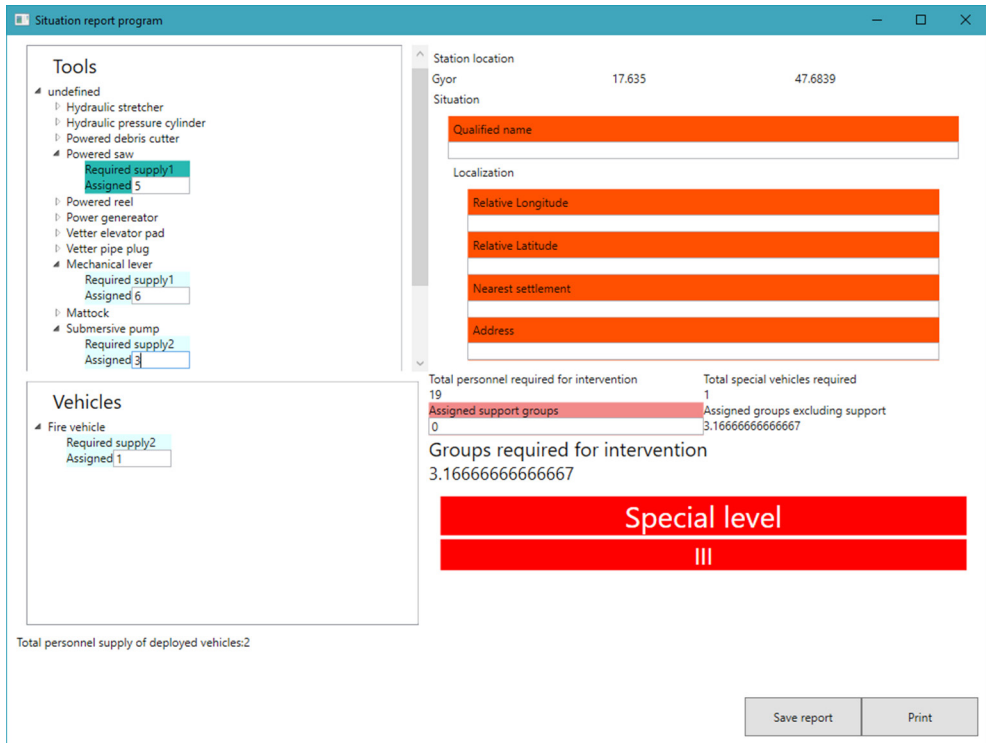 Situation report program
Tools
undefined
Hydraulic stretcher
Hydraulic pressure cylinder
Powered debris cutter
Powered saw
Required supply1
Assigned 5
Powered reel
Power genereator
Vetter elevator pad
Vetter pipe plug
Mechanical lever
Required supply1
Assigned 6
Mattock
Submersive pump
Required supply2
Assigned 3
Vehicles
Fire vehicle
Required supply2
Assigned 1
Total personnel supply of deployed vehicles:2
Station location
Gyor 17.635 47.6839
Situation
Qualified name
Localization
Relative Longitude
Relative Latitude
Nearest settlement
Address
Total personnel required for intervention
19
Assigned support groups
0
Total special vehicles required
1
Assigned groups excluding support
3.16666666666667
Groups required for intervention
3.16666666666667
Special level
III
Save report
Print